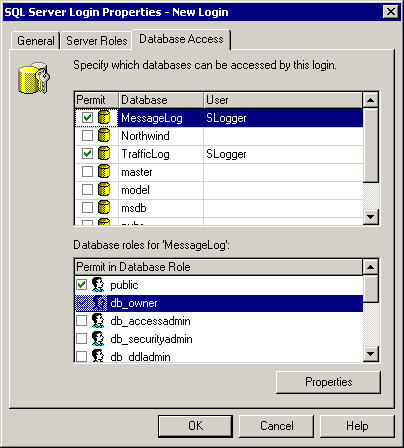 SQL Server Login Properties - New Login
General Server Roles Database Access
Specify which databases can be accessed by this login.
Permit Database User
MessageLog SLogger
Northwind
TrafficLog SLogger
master
model
msdb
Database roles for 'MessageLog':
Permit in Database Role
public
db_owner
db_accessadmin
db_securityadmin
db_ddladmin
Properties
OK Cancel Help